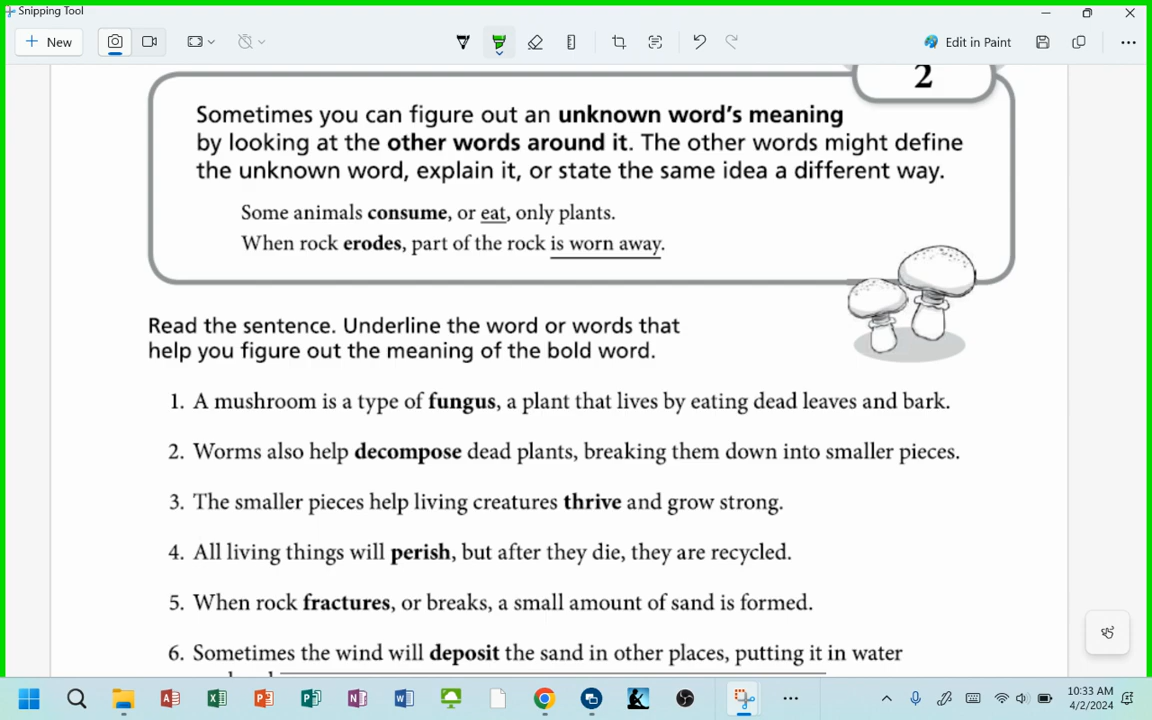 Snipping Tool
New
Edit in Paint
2
Sometimes you can figure out an unknown word's meaning
by looking at the other words around it. The other words might define
the unknown word, explain it, or state the same idea a different way.
Some animals consume, or eat, only plants.
When rock erodes, part of the rock is worn away.
Read the sentence. Underline the word or words that
help you figure out the meaning of the bold word.
1. A mushroom is a type of fungus, a plant that lives by eating dead leaves and bark.
2. Worms also help decompose dead plants, breaking them down into smaller pieces.
3. The smaller pieces help living creatures thrive and grow strong.
4. All living things will perish, but after they die, they are recycled.
5. When rock fractures, or breaks, a small amount of sand is formed.
6. Sometimes the wind will deposit the sand in other places, putting it in water
10:33 AM
4/2/2024